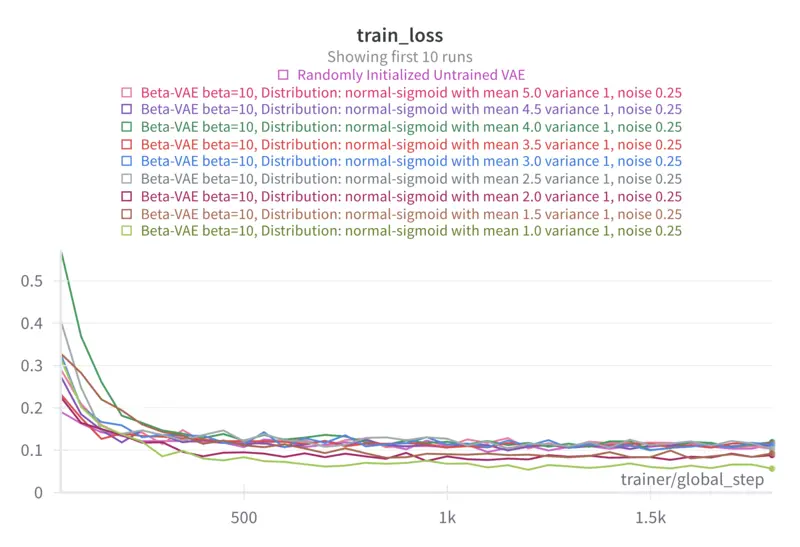 train_loss
Showing first 10 runs
Randomly Initialized Untrained VAE
Beta-VAE beta=10, Distribution: normal-sigmoid with mean 5.0 variance 1, noise 0.25
Beta-VAE beta=10, Distribution: normal-sigmoid with mean 4.5 variance 1, noise 0.25
Beta-VAE beta=10, Distribution: normal-sigmoid with mean 4.0 variance 1, noise 0.25
Beta-VAE beta=10, Distribution: normal-sigmoid with mean 3.5 variance 1, noise 0.25
Beta-VAE beta=10, Distribution: normal-sigmoid with mean 3.0 variance 1, noise 0.25
Beta-VAE beta=10, Distribution: normal-sigmoid with mean 2.5 variance 1, noise 0.25
Beta-VAE beta=10, Distribution: normal-sigmoid with mean 2.0 variance 1, noise 0.25
Beta-VAE beta=10, Distribution: normal-sigmoid with mean 1.5 variance 1, noise 0.25
Beta-VAE beta=10, Distribution: normal-sigmoid with mean 1.0 variance 1, noise 0.25
0.5
0.4
0.3
0.2
0.1
0
trainer/global_step
500
1k
1.5k